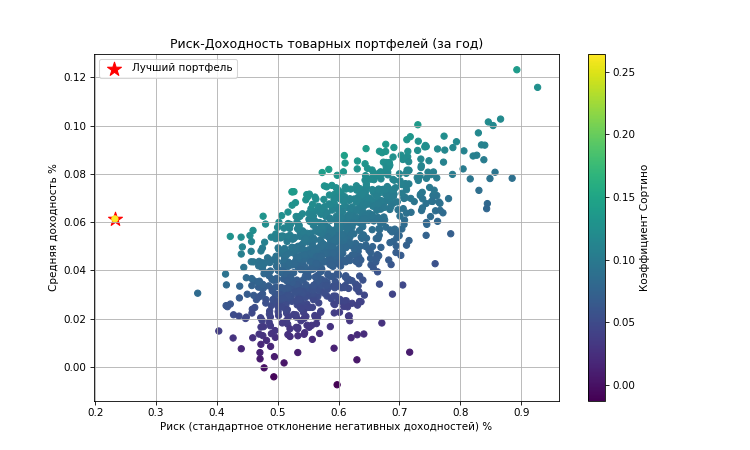 Риск-Доходность товарных портфелей (за год)
Лучший портфель
Средняя доходность %
0.12
0.10
0.08
0.06
0.04
0.02
0.00
0.2 0.3 0.4 0.5 0.6 0.7 0.8 0.9
Риск (стандартное отклонение негативных доходностей) %
0.25
0.20
0.15
0.10
0.05
0.00
Коэффициент Сортино